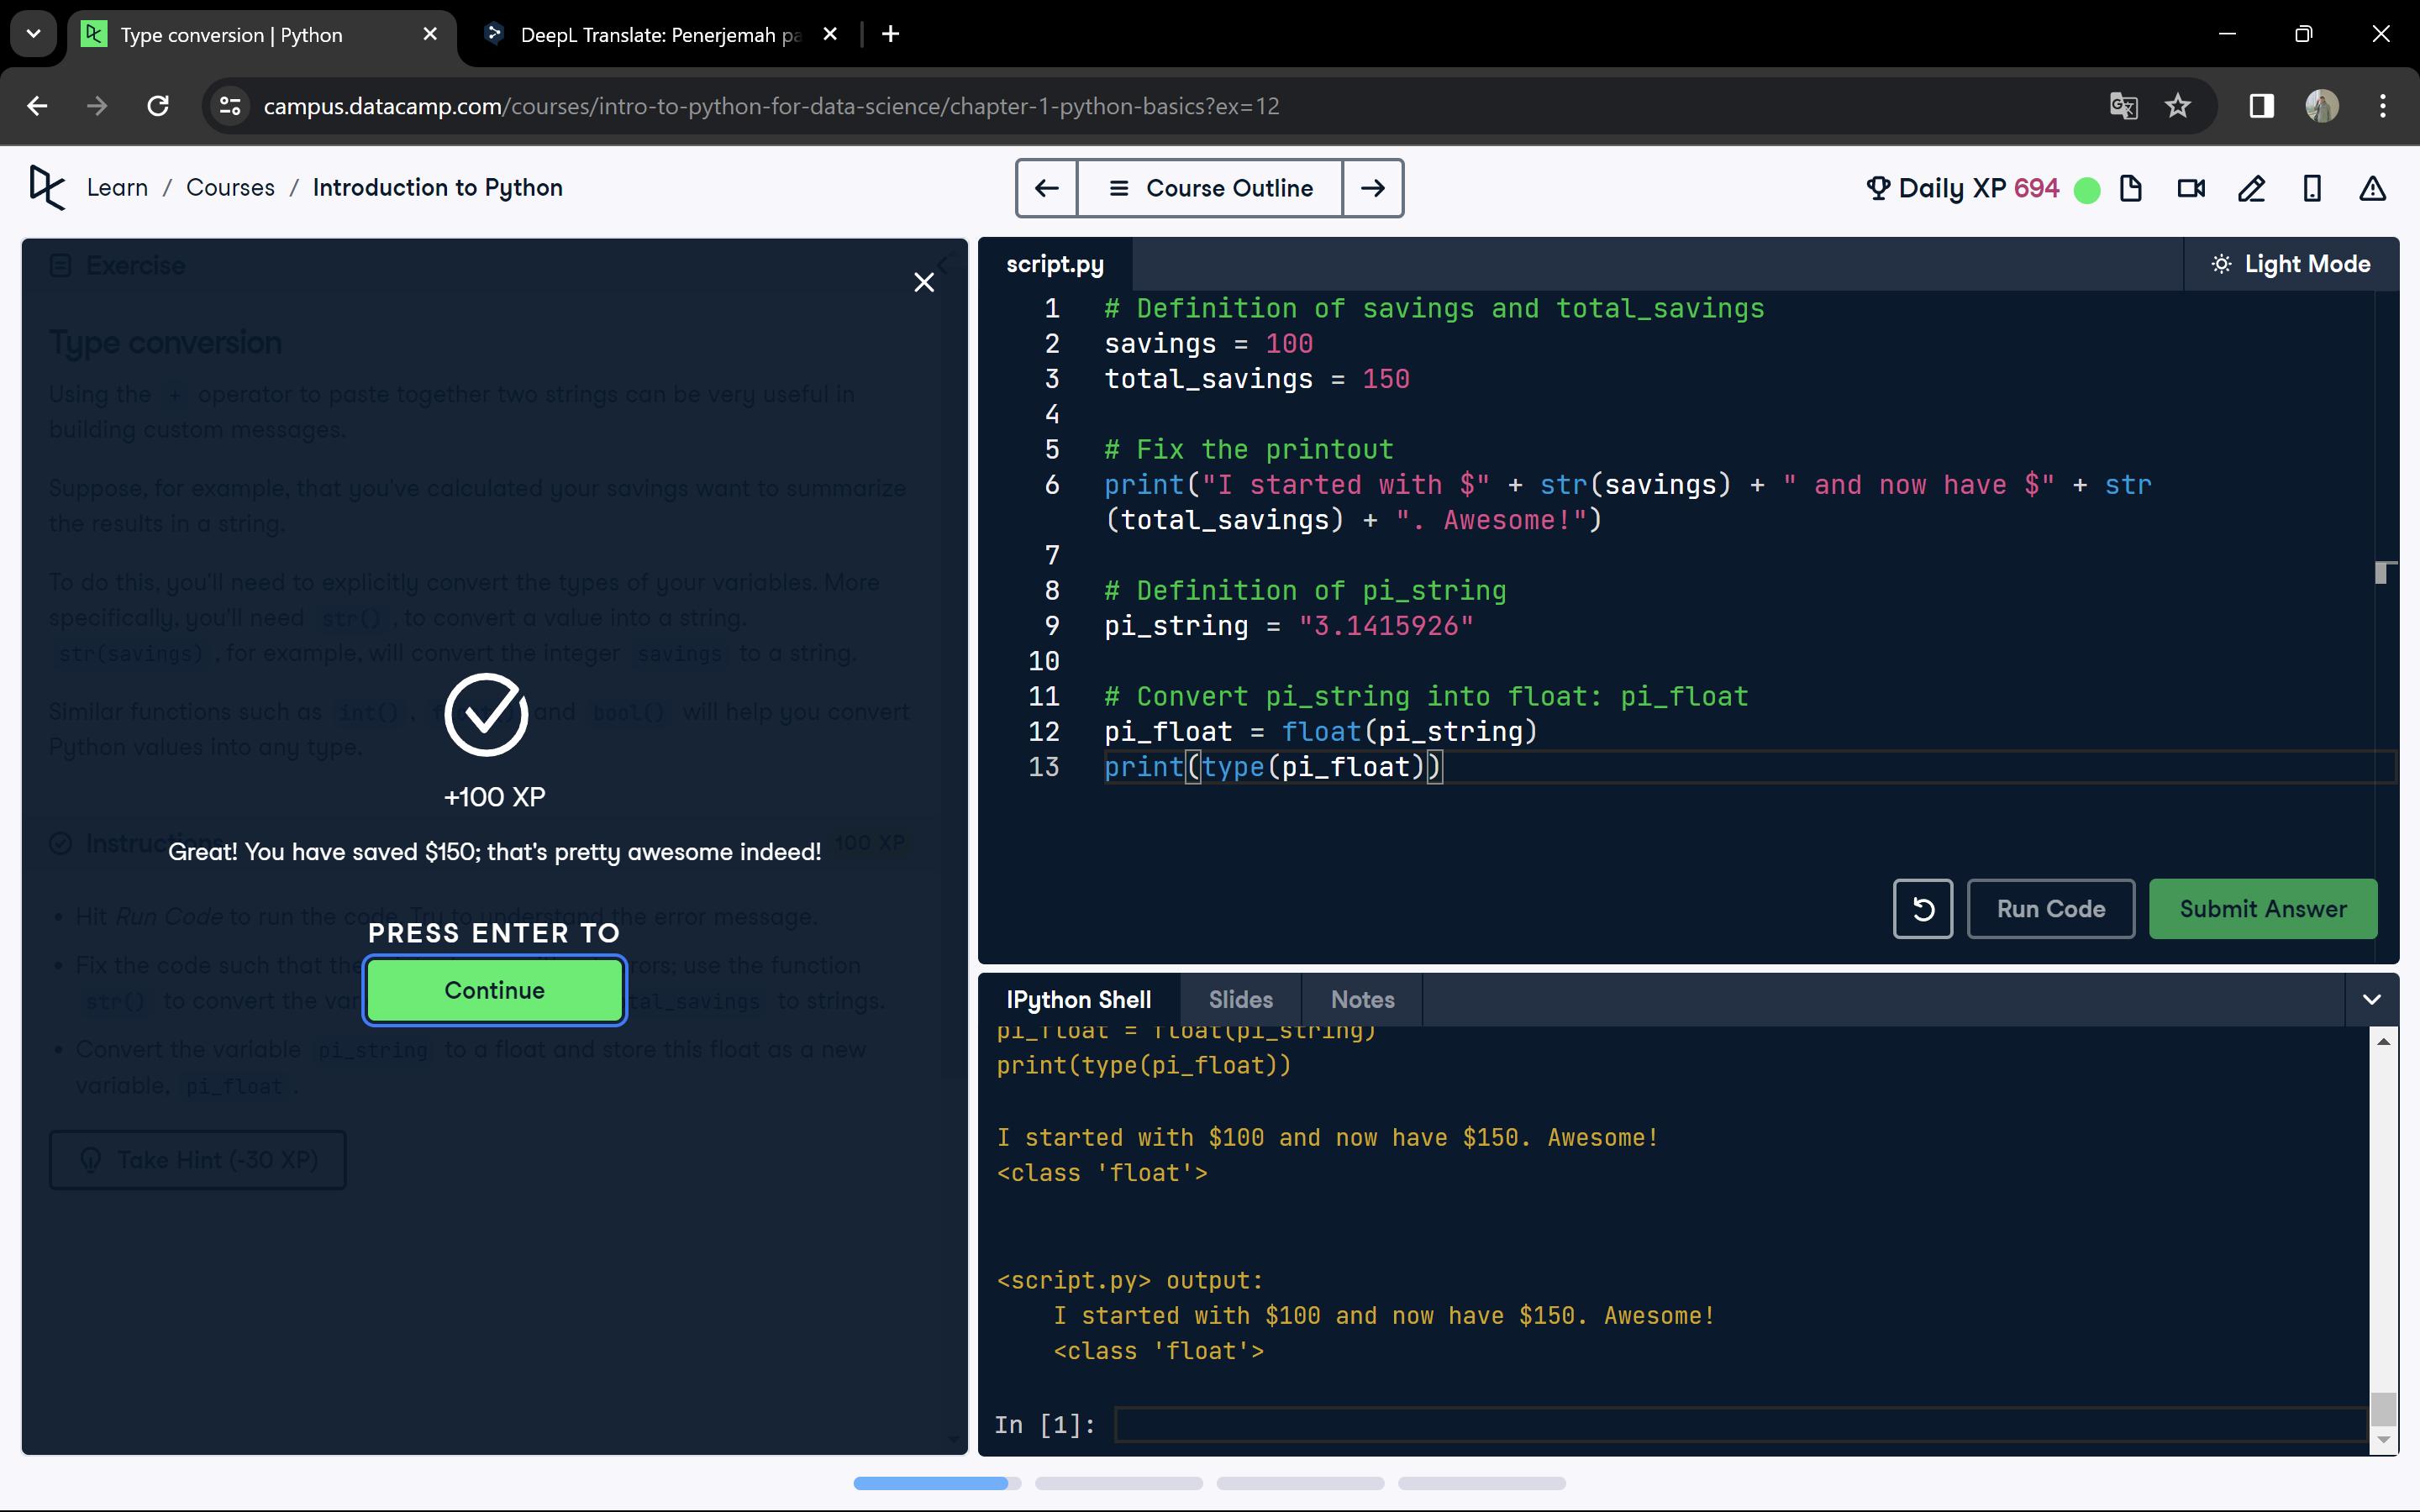 Type conversion | Python
DeepL Translate: Penerjemah pa
campus.datacamp.com/courses/intro-to-python-for-data-science/chapter-1-python-basics?ex=12
Learn / Courses / Introduction to Python
Course Outline
Daily XP 694
Exercise
Type conversion
Using the + operator to paste together two strings can be very useful in
building custom messages.
Suppose, for example, that you've calculated your savings want to summarize
the results in a string.
To do this, you'll need to explicitly convert the types of your variables. More
specifically, you'll need str(), to convert a value into a string.
str(savings), for example, will convert the integer savings to a string.
Similar functions such as int(), and bool() will help you convert
Python values into any type.
+100 XP
Instructions
100 XP
Great! You have saved $150; that's pretty awesome indeed!
Hit Run Code to run the code. Try to understand the error message.
PRESS ENTER TO
Fix the code such that the rors; use the function
Continue
str() to convert the var tal_savings to strings.
Convert the variable pi_string to a float and store this float as a new
variable, pi_float.
Take Hint (-30 XP)
script.py
Light Mode
1 # Definition of savings and total_savings
2 savings = 100
3 total_savings = 150
4
5 # Fix the printout
6 print("I started with $" + str(savings) + " and now have $" + str
(total_savings) + ". Awesome!")
7
8 # Definition of pi_string
9 pi_string = "3.1415926"
10
11 # Convert pi_string into float: pi_float
12 pi_float = float(pi_string)
13 print(type(pi_float))
Run Code
Submit Answer
IPython Shell
Slides
Notes
pi_float = float(pi_string)
print(type(pi_float))
I started with $100 and now have $150. Awesome!
<class 'float'>
<script.py> output:
I started with $100 and now have $150. Awesome!
<class 'float'>
In [1]: